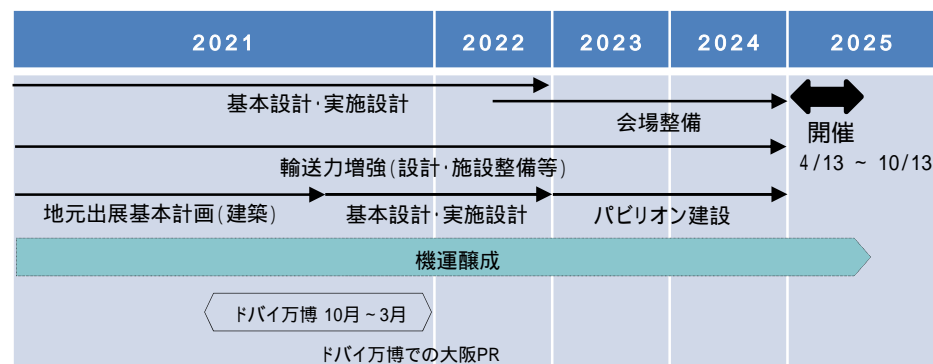 2021 2022 2023 2024 2025
基本設計・実施設計
会場整備
開催
4/13 ~ 10/13
輸送力増強(設計・施設整備等)
地元出展基本計画(建築) 基本設計・実施設計 パビリオン建設
機運醸成
ドバイ万博 10月~3月
ドバイ万博での大阪PR